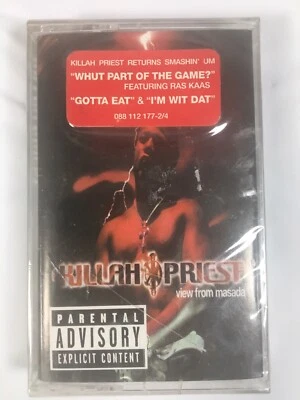 KILLAH PRIEST RETURNS SMASHIN' UM
"WHUT PART OF THE GAME?"
FEATURING RAS KAAS
"GOTTA EAT" & "I'M WIT DAT"
088 112 177-2/4
KILLAH PRIEST
view from masada
PARENTAL
ADVISORY
EXPLICIT CONTENT